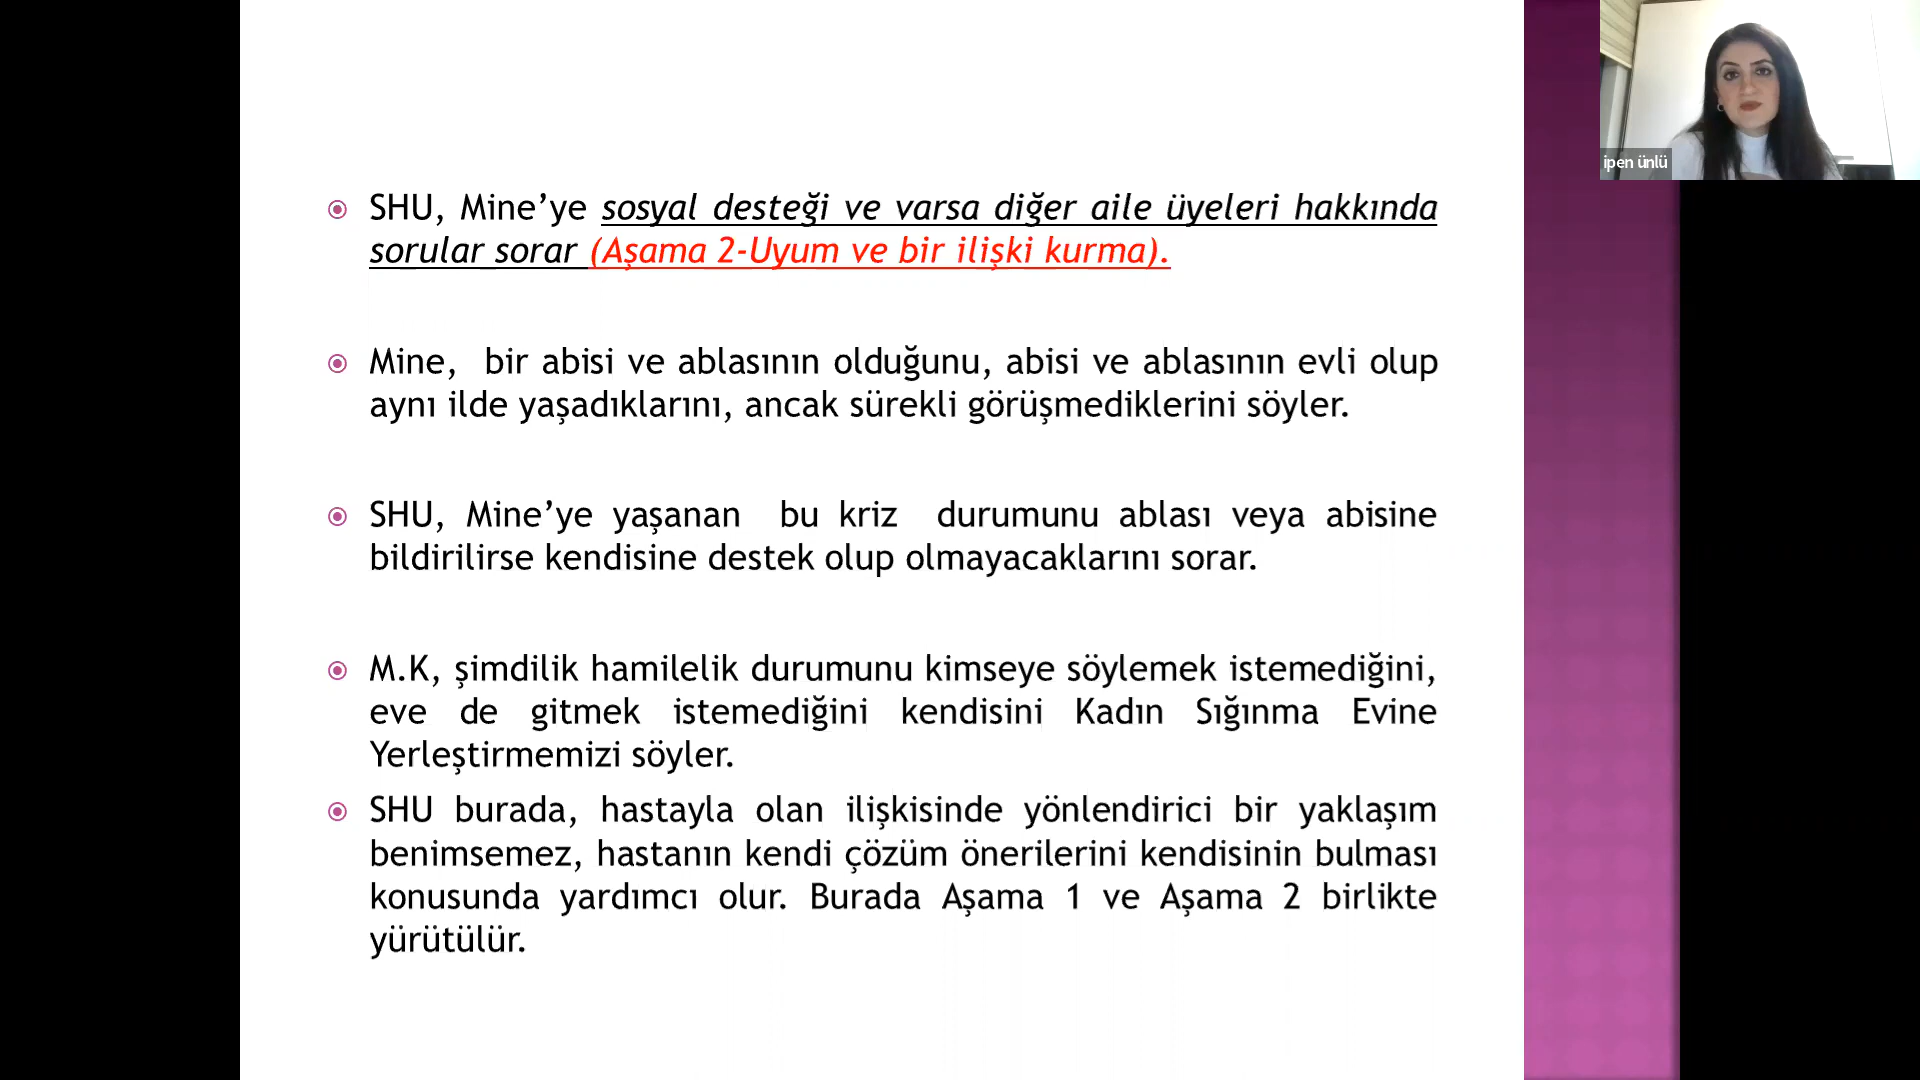 SHU, Mine’ye sosyal desteği ve varsa diğer aile üyeleri hakkında
sorular sorar (Aşama 2-Uyum ve bir ilişki kurma).
Mine, bir abisi ve ablasının olduğunu, abisi ve ablasının evli olup
aynı ilde yaşadıklarını, ancak sürekli görüşmediklerini söyler.
SHU, Mine’ye yaşanan bu kriz durumunu ablası veya abisine
bildirilirse kendisine destek olup olmayacaklarını sorar.
M.K, şimdilik hamilelik durumunu kimseye söylemek istemediğini,
eve de gitmek istemediğini kendisini Kadın Sığınma Evine
Yerleştirmemizi söyler.
SHU burada, hastayla olan ilişkisinde yönlendirici bir yaklaşım
benimsemez, hastanın kendi çözüm önerilerini kendisinin bulması
konusunda yardımcı olur. Burada Aşama 1 ve Aşama 2 birlikte
yürütülür.
ipen ünlü